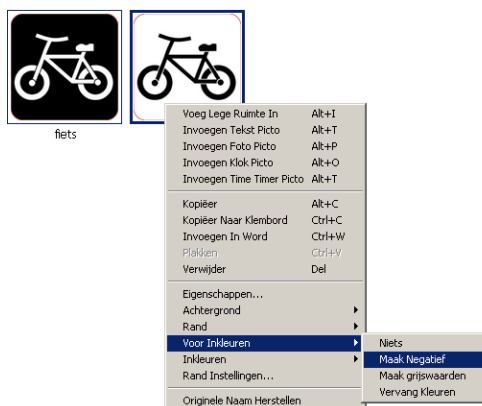 fiets
Voeg Lege Ruimte In Alt+I
Invoegen Tekst Picto Alt+T
Invoegen Foto Picto Alt+P
Invoegen Klok Picto Alt+O
Invoegen Time Timer Picto Alt+T
Kopiëer Alt+C
Kopiëer Naar Klembord Ctrl+C
Invoegen In Word Ctrl+W
Plakken Ctrl+V
Verwijder Del
Eigenschappen...
Achtergrond
Rand
Voor Inkleuren
Inkleuren
Rand Instellingen...
Originele Naam Herstellen
Niets
Maak Negatief
Maak grijswaarden
Vervang Kleuren